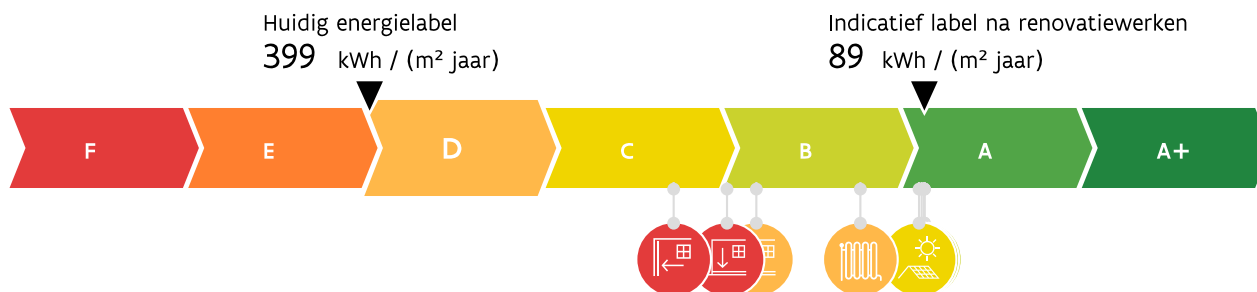 Huidig energielabel
399 kWh / (m² jaar)
Indicatief label na renovatiewerken
89 kWh / (m² jaar)
F E D C B A A+